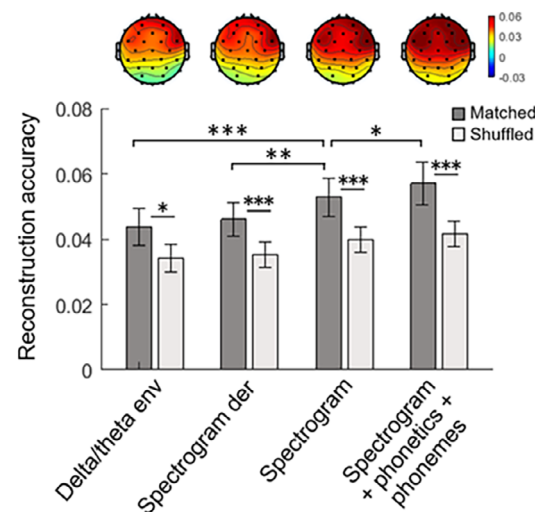 0.06
0.03
0
-0.03
Matched
Shuffled
Reconstruction accuracy
0.08
0.06
0.04
0.02
0
***
*
**
*
***
***
***
Delta/theta env
Spectrogram der
Spectrogram
Spectrogram
+ phonetics +
phonemes